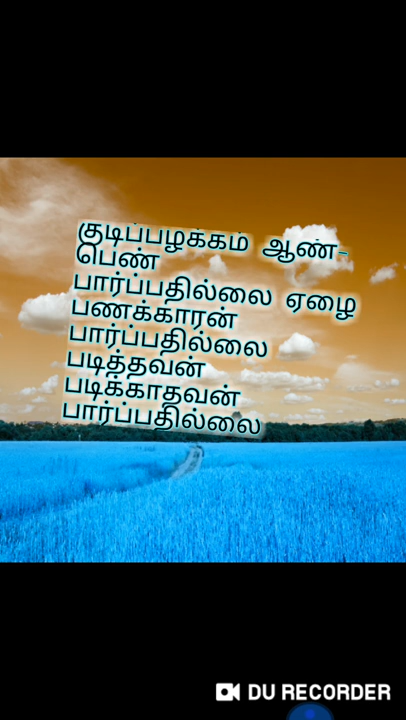 குடிப்பழக்கம் ஆண்-
பெண்
பார்ப்பதில்லை ஏழை
பணக்காரன்
பார்ப்பதில்லை
படித்தவன்
படிக்காதவன்
பார்ப்பதில்லை
DU RECORDER